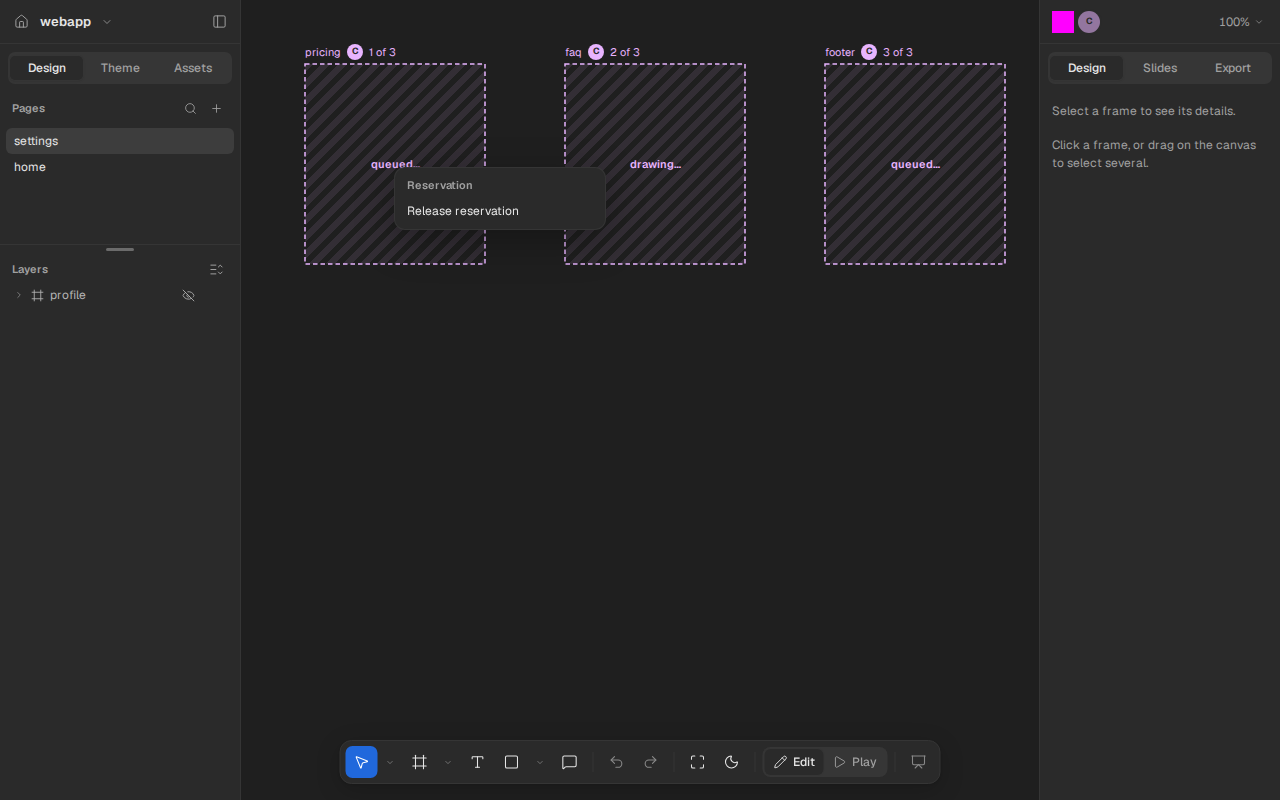 webapp
Design
Theme
Assets
Pages
settings
home
Layers
profile
pricing C 1 of 3
faq C 2 of 3
footer C 3 of 3
queued...
drawing...
queued...
Reservation
Release reservation
Edit
Play
C
100%
Design
Slides
Export
Select a frame to see its details.
Click a frame, or drag on the canvas
to select several.